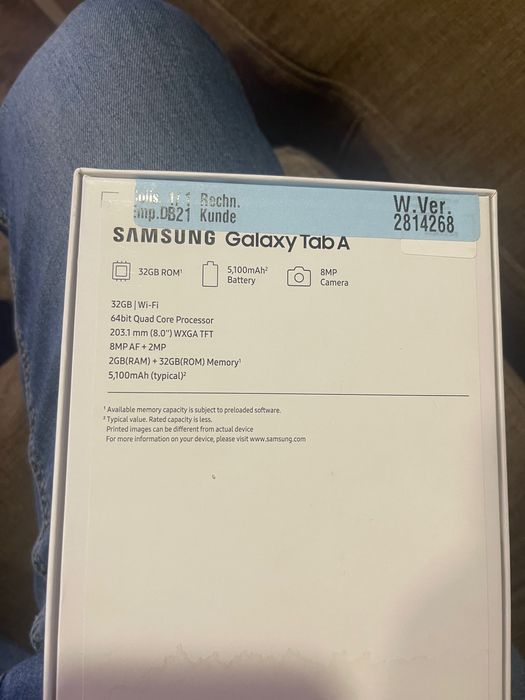 1/1 Rechn.
DB21 Kunde
W.Ver.
2814268
SAMSUNG Galaxy Tab A
32GB ROM¹
5,100mAh²
Battery
8MP
Camera
32GB | Wi-Fi
64bit Quad Core Processor
203.1 mm (8.0") WXGA TFT
8MP AF + 2MP
2GB(RAM) + 32GB(ROM) Memory¹
5,100mAh (typical)²
¹ Available memory capacity is subject to preloaded software.
² Typical value. Rated capacity is less.
Printed images can be different from actual device
For more information on your device, please visit www.samsung.com